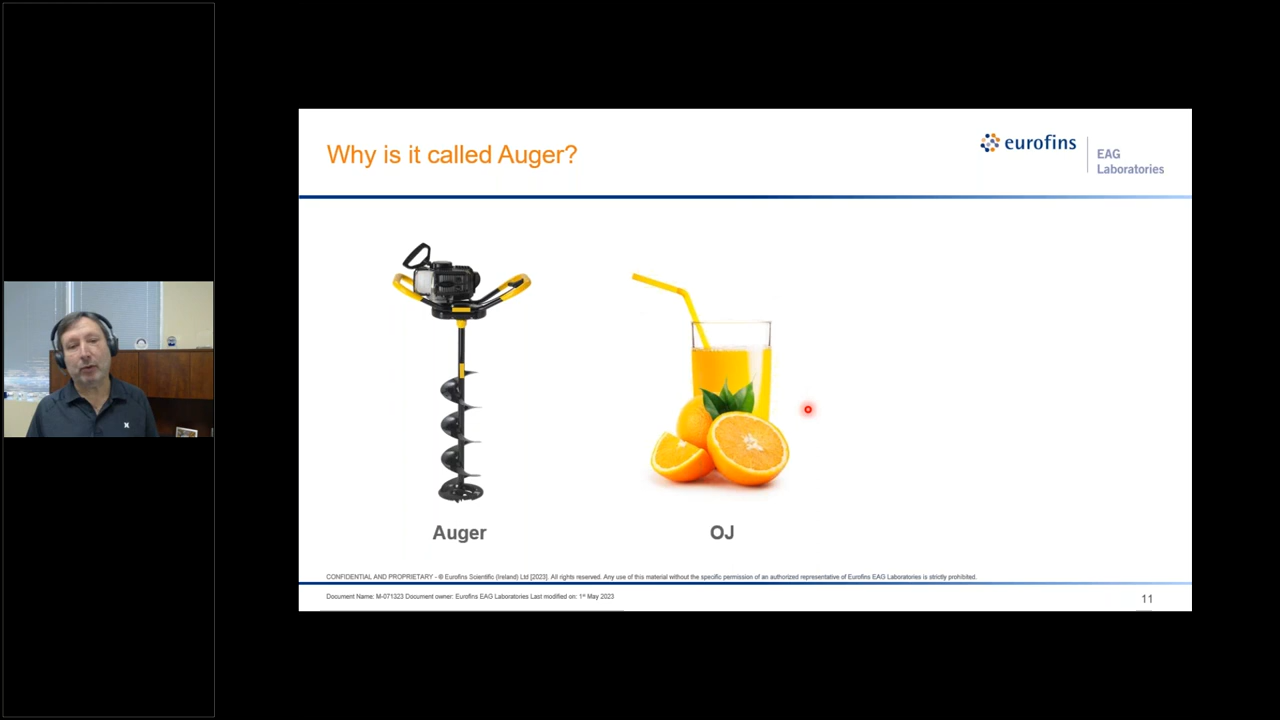 Why is it called Auger?
eurofins
EAG
Laboratories
Auger
OJ
CONFIDENTIAL AND PROPRIETARY - © Eurofins Scientific (Ireland) Ltd [2023]. All rights reserved. Any use of this material without the specific permission of an authorized representative of Eurofins EAG Laboratories is strictly prohibited.
Document Name: M-071323 Document owner: Eurofins EAG Laboratories Last modified on: 1st May 2023
11